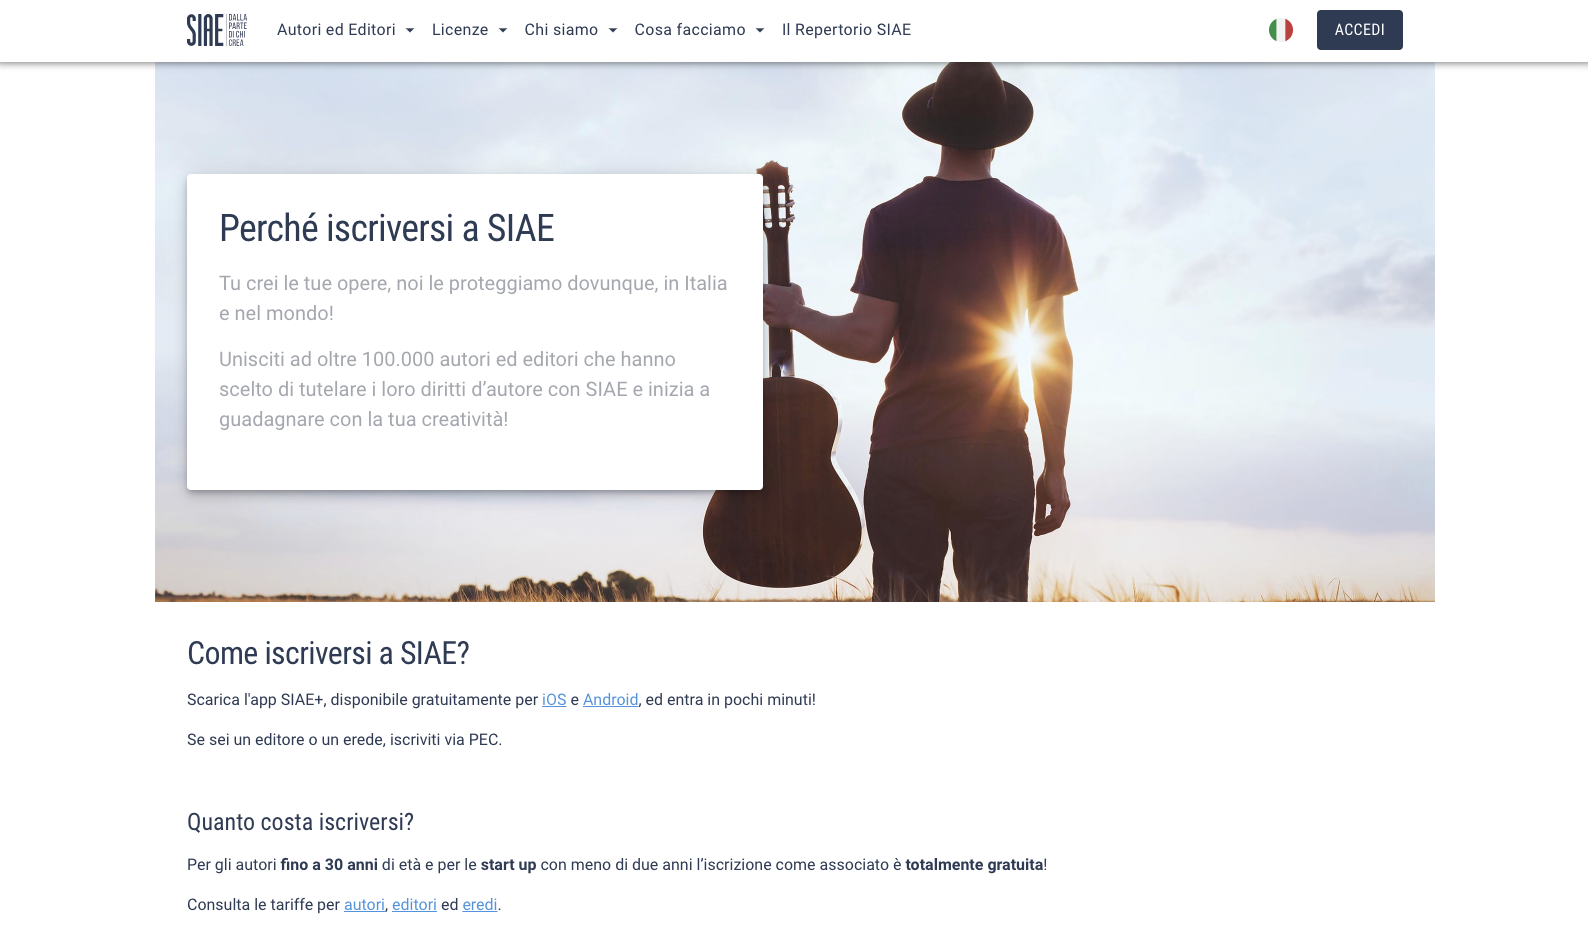 SIAE DALLA PARTE DI CHI CREA
Autori ed Editori
Licenze
Chi siamo
Cosa facciamo
Il Repertorio SIAE
ACCEDI
Perché iscriversi a SIAE
Tu crei le tue opere, noi le proteggiamo dovunque, in Italia
e nel mondo!
Unisciti ad oltre 100.000 autori ed editori che hanno
scelto di tutelare i loro diritti d’autore con SIAE e inizia a
guadagnare con la tua creatività!
Come iscriversi a SIAE?
Scarica l'app SIAE+, disponibile gratuitamente per iOS e Android, ed entra in pochi minuti!
Se sei un editore o un erede, iscriviti via PEC.
Quanto costa iscriversi?
Per gli autori fino a 30 anni di età e per le start up con meno di due anni l’iscrizione come associato è totalmente gratuita!
Consulta le tariffe per autori, editori ed eredi.